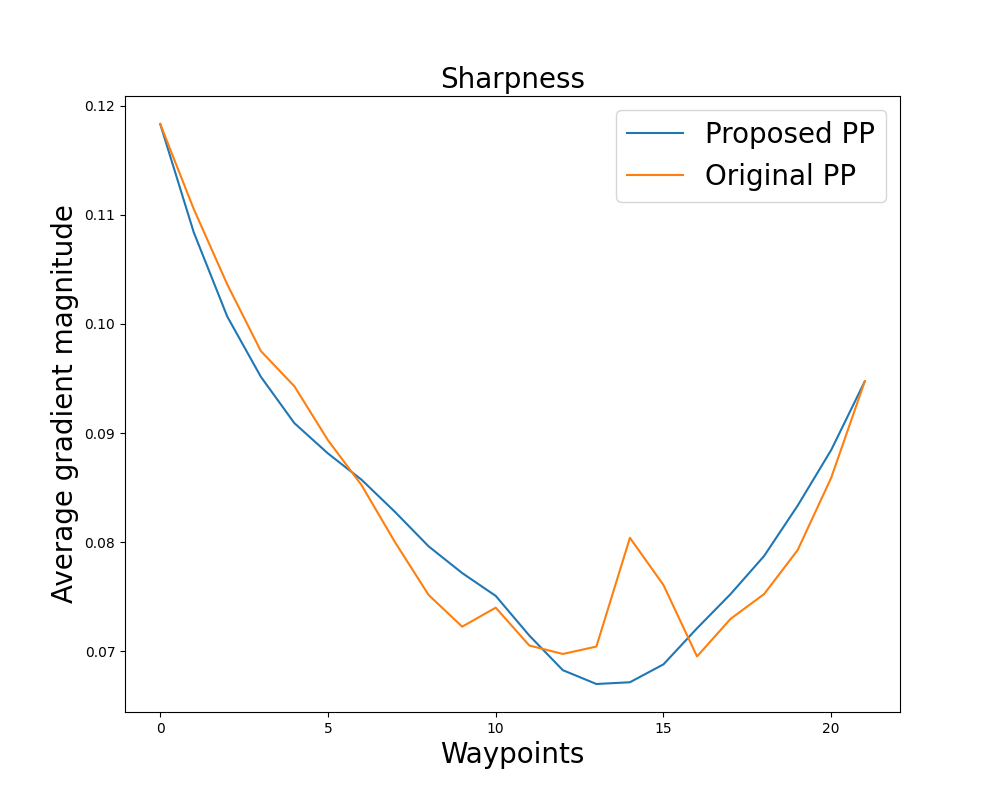 Sharpness
Proposed PP
Original PP
Average gradient magnitude
0.12
0.11
0.10
0.09
0.08
0.07
0
5
10
15
20
Waypoints